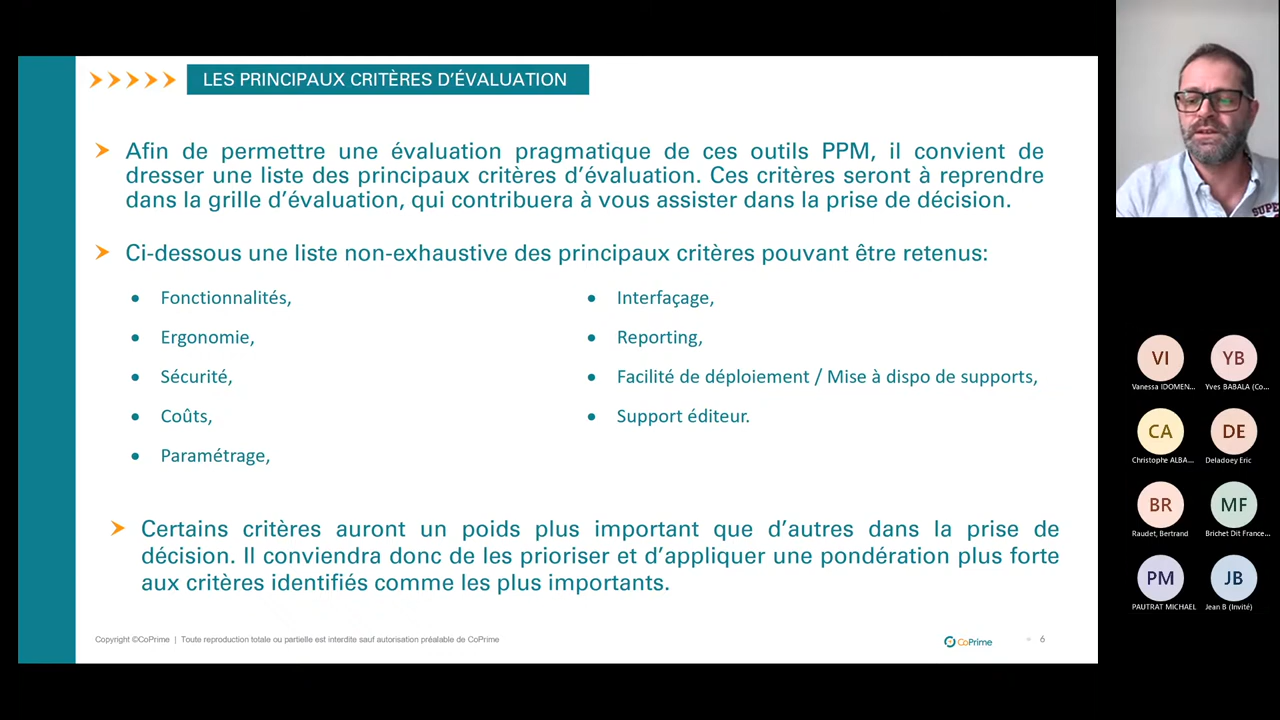 LES PRINCIPAUX CRITÈRES D'ÉVALUATION
Afin de permettre une évaluation pragmatique de ces outils PPM, il convient de
dresser une liste des principaux critères d'évaluation. Ces critères seront à reprendre
dans la grille d'évaluation, qui contribuera à vous assister dans la prise de décision.
Ci-dessous une liste non-exhaustive des principaux critères pouvant être retenus:
• Fonctionnalités,
• Ergonomie,
• Sécurité,
• Coûts,
• Paramétrage,
• Interfaçage,
• Reporting,
• Facilité de déploiement / Mise à dispo de supports,
• Support éditeur.
Certains critères auront un poids plus important que d'autres dans la prise de
décision. Il conviendra donc de les prioriser et d'appliquer une pondération plus forte
aux critères identifiés comme les plus importants.
Copyright ©CoPrime | Toute reproduction totale ou partielle est interdite sauf autorisation préalable de CoPrime
CoPrime
6
SUPE
VI
Vanessa IDOMEN...
YB
Yves BABALA (Co...
CA
Christophe ALBA...
DE
Deladoey Eric
BR
Raudet, Bertrand
MF
Brichet Dit France...
PM
PAUTRAT MICHAEL
JB
Jean B (Invité)